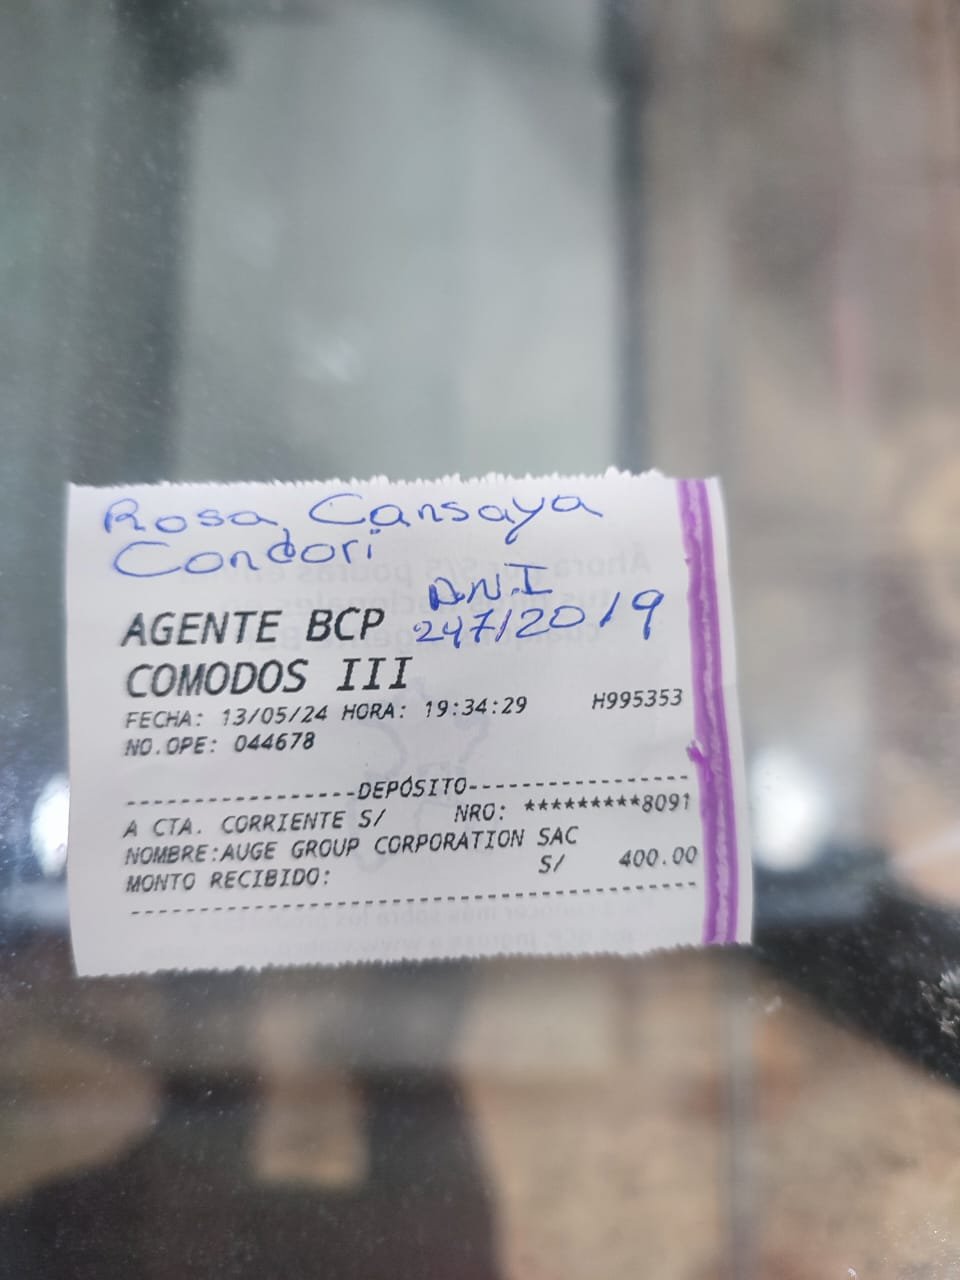 Rosa Cansaya
Condori
D.N.I
AGENTE BCP 24712019
COMODOS III
FECHA: 13/05/24 HORA: 19:34:29 H995353
NO.OPE: 044678
-----------------DEPÓSITO-----------------
A CTA. CORRIENTE S/ NRO: *********8091
NOMBRE:AUGE GROUP CORPORATION SAC
MONTO RECIBIDO: S/ 400.00
------------------------------------------